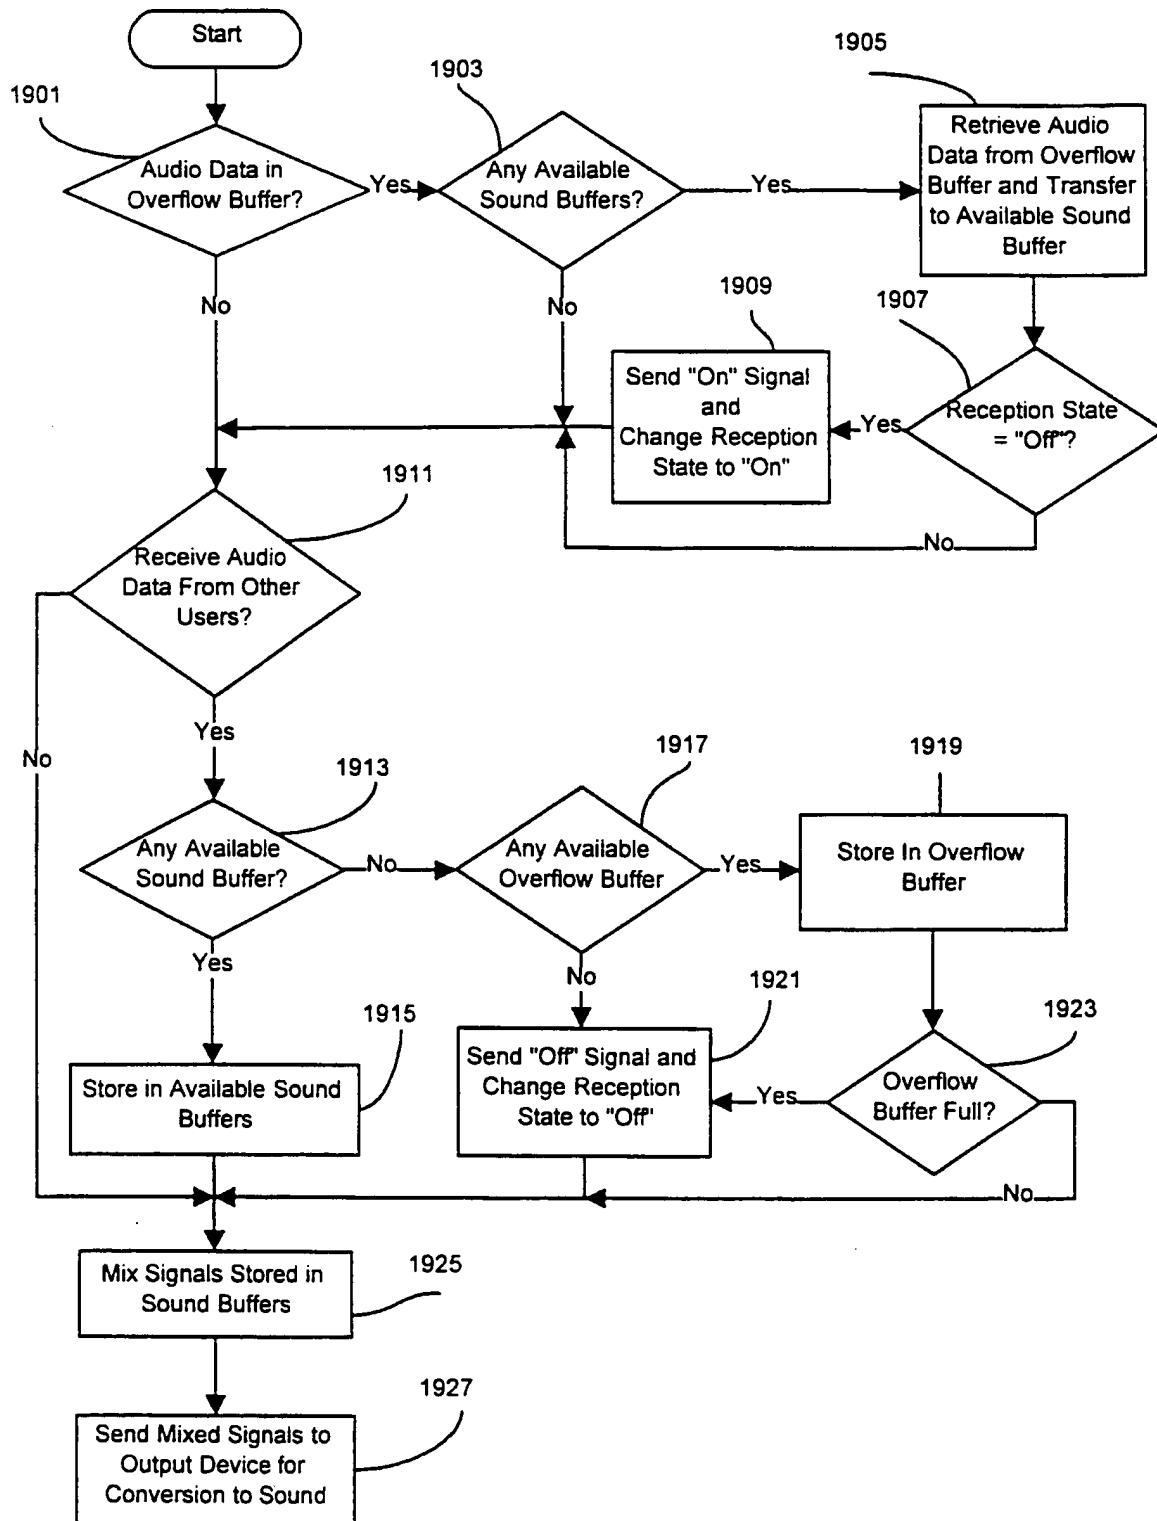 Start
1901
1903
1905
Audio Data in
Overflow Buffer?
Yes
Any Available
Sound Buffers?
Yes
Retrieve Audio
Data from Overflow
Buffer and Transfer
to Available Sound
Buffer
No
No
1909
1907
Send "On" Signal
and
Change Reception
State to "On"
Yes
Reception State
= "Off"?
No
1911
Receive Audio
Data From Other
Users?
No
Yes
1913
1917
1919
Any Available
Sound Buffer?
No
Any Available
Overflow Buffer
Yes
Store In Overflow
Buffer
Yes
No
1915
1921
1923
Store in Available Sound
Buffers
Send "Off" Signal and
Change Reception
State to "Off"
Yes
Overflow
Buffer Full?
No
Mix Signals Stored in
Sound Buffers
1925
1927
Send Mixed Signals to
Output Device for
Conversion to Sound